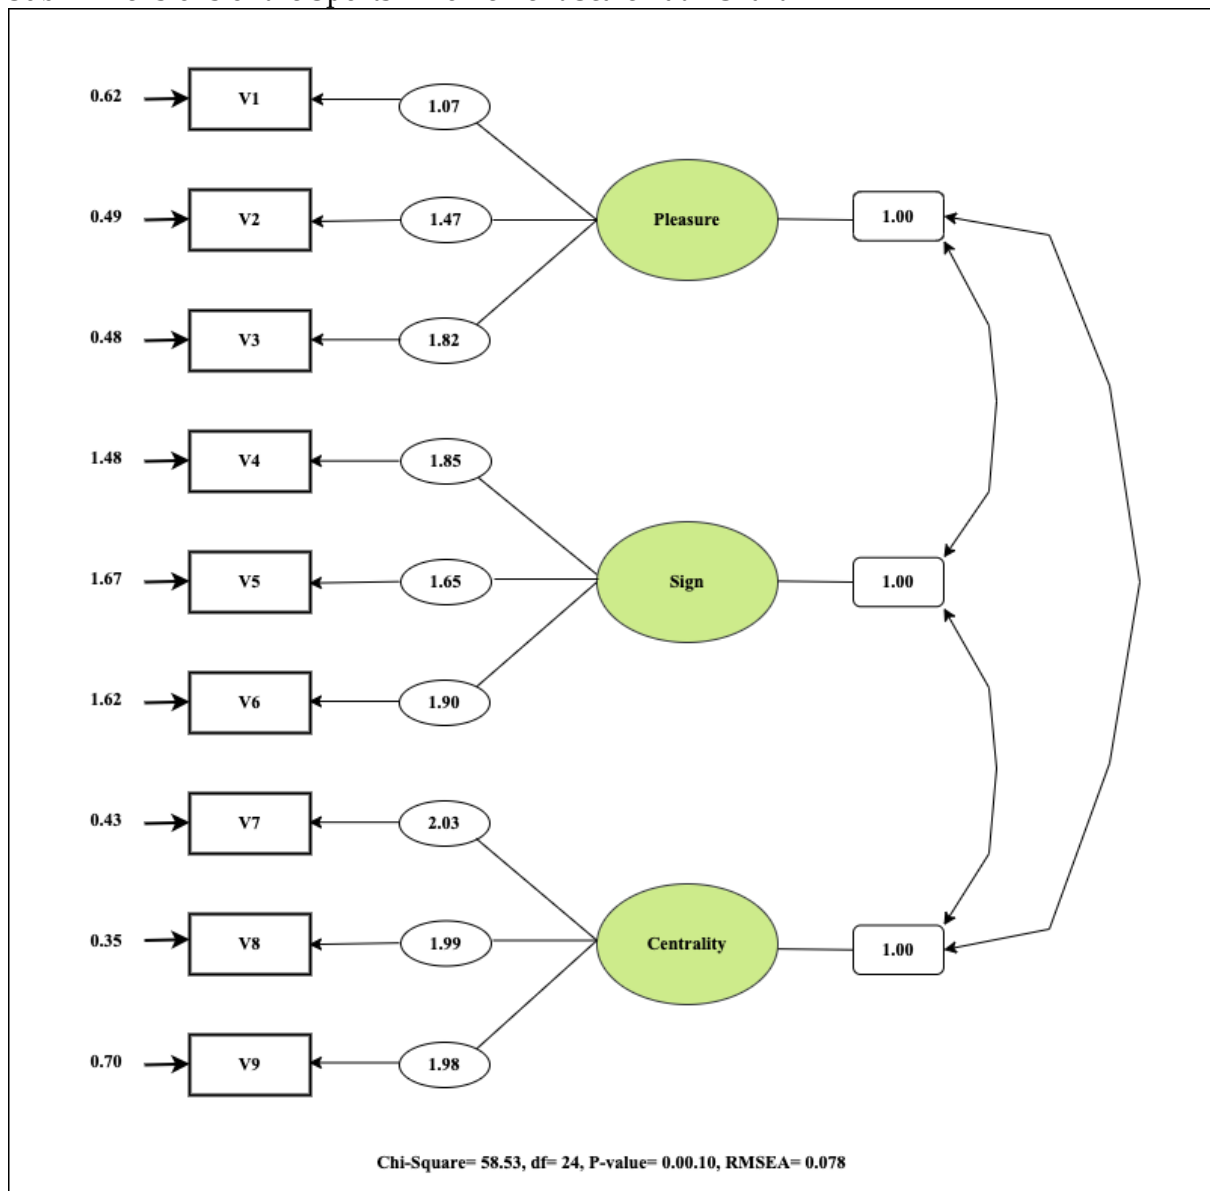 0.62 V1 1.07
Pleasure 1.00
0.49 V2 1.47
0.48 V3 1.82
1.48 V4 1.85
Sign 1.00
1.67 V5 1.65
1.62 V6 1.90
0.43 V7 2.03
Centrality 1.00
0.35 V8 1.99
0.70 V9 1.98
Chi-Square= 58.53, df= 24, P-value= 0.00.10, RMSEA= 0.078